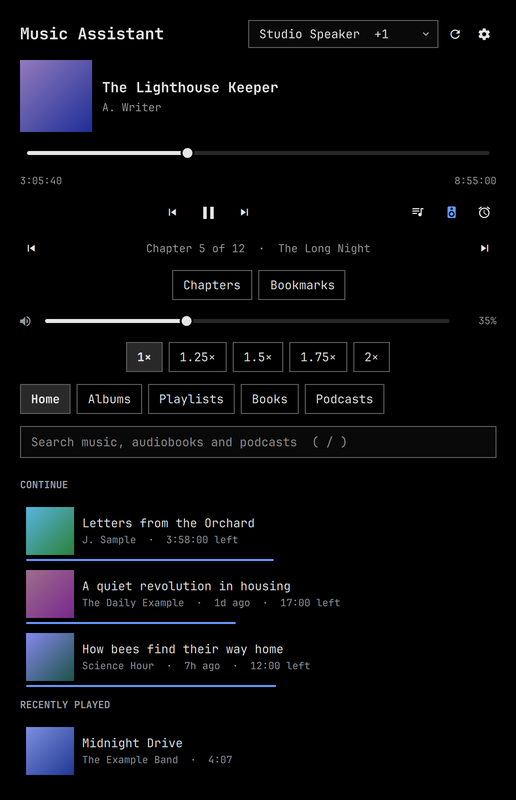 Music Assistant
Studio Speaker +1
The Lighthouse Keeper
A. Writer
3:05:40
8:55:00
Chapter 5 of 12 · The Long Night
Chapters
Bookmarks
35%
1×
1.25×
1.5×
1.75×
2×
Home
Albums
Playlists
Books
Podcasts
Search music, audiobooks and podcasts ( / )
CONTINUE
Letters from the Orchard
J. Sample · 3:58:00 left
A quiet revolution in housing
The Daily Example · 1d ago · 17:00 left
How bees find their way home
Science Hour · 7h ago · 12:00 left
RECENTLY PLAYED
Midnight Drive
The Example Band · 4:07